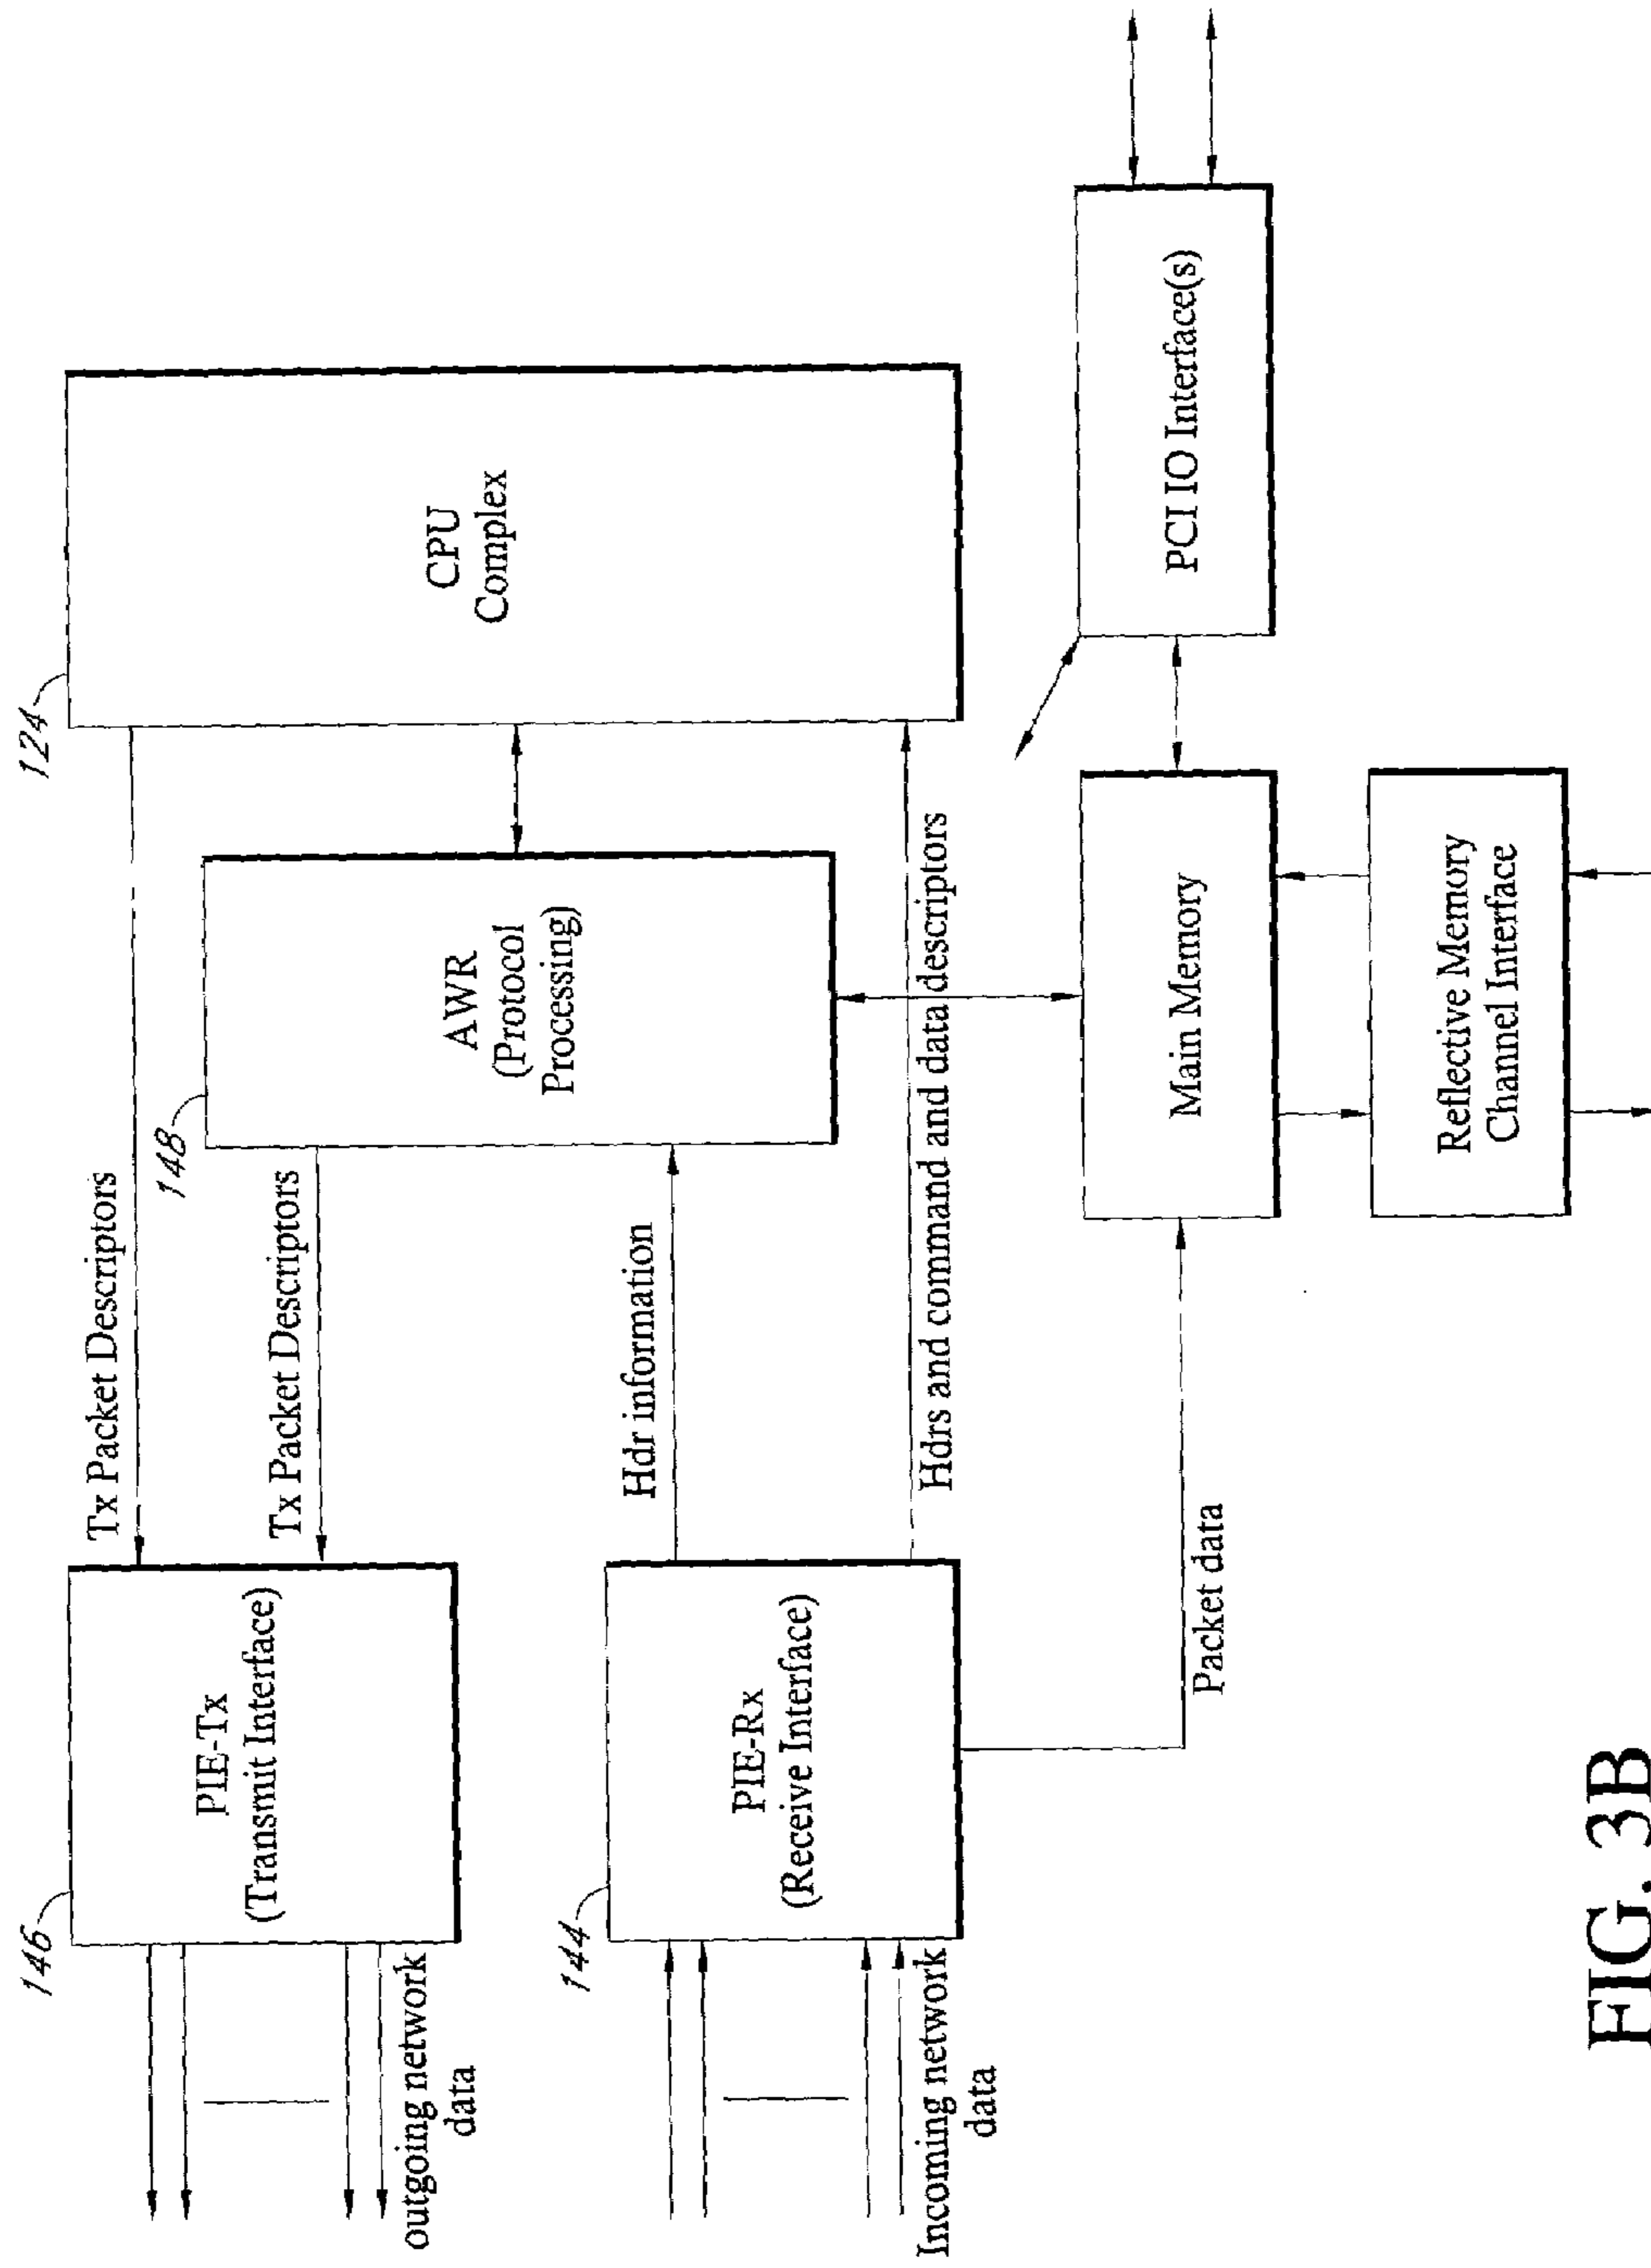 146
PIE-Tx
(Transmit Interface)
outgoing network
data
Tx Packet Descriptors
Tx Packet Descriptors
124
CPU
Complex
148
AWR
(Protocol
Processing)
144
PIE-Rx
(Receive Interface)
Incoming network
data
Hdr information
Hdrs and command and data descriptors
Packet data
Main Memory
PCI IO Interface(s)
Reflective Memory
Channel Interface
FIG. 3B